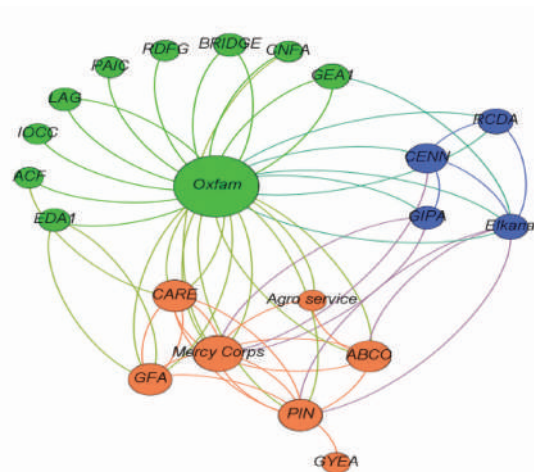 BRIDGE
RDFG
CNFA
PAIC
GEA1
LAG
RCDA
IOCC
CENN
ACF
Oxfam
EDA1
GIPA
Elkana
CARE
Agro service
Mercy Corps
ABCO
GFA
PIN
GYEA